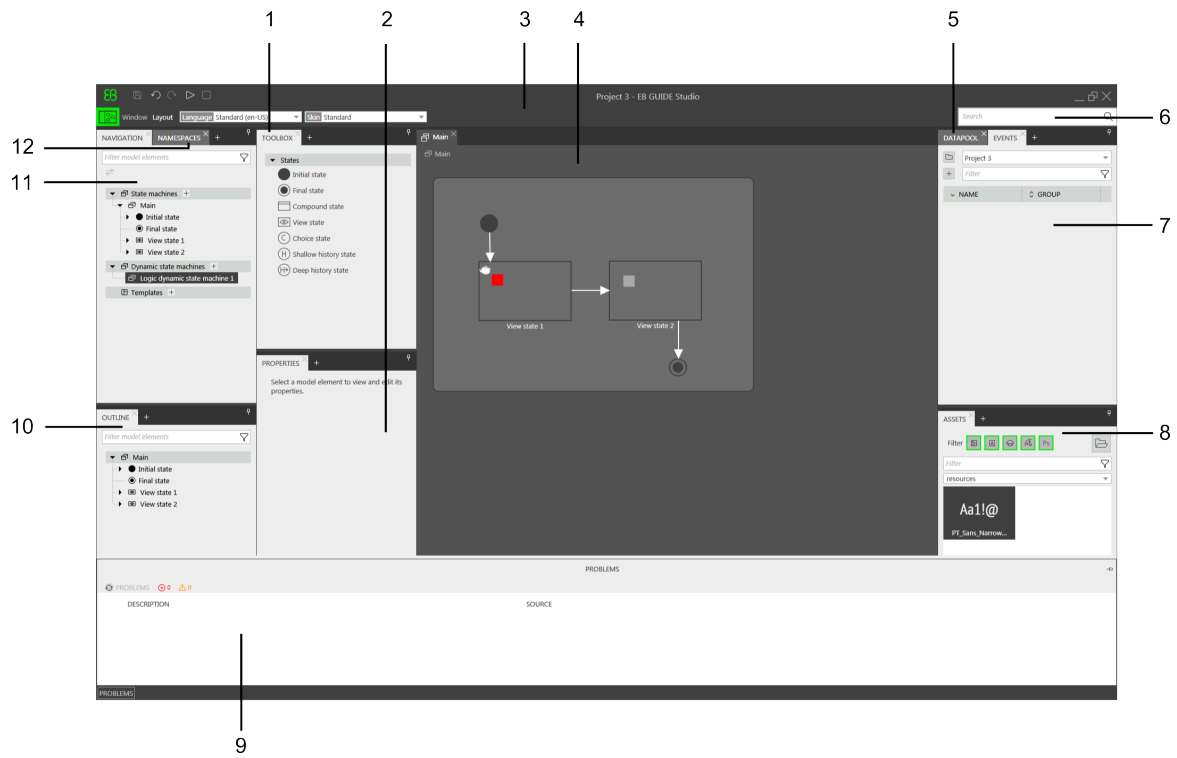 1 2 3 4 5
EB
Project 3 - EB GUIDE Studio
Window Layout Language Standard (en-US) Skin Standard
Search
6
NAVIGATION NAMESPACES +
TOOLBOX +
Main
DATAPOOL EVENTS +
12
Filter model elements
States
Main
Project 3
11
Initial state
+ Filter
State machines +
Final state
NAME GROUP
Main
Compound state
Initial state
View state
7
Final state
Choice state
View state 1
Shallow history state
View state 2
Deep history state
Dynamic state machines +
Logic dynamic state machine 1
Templates +
View state 1
View state 2
PROPERTIES +
Select a model element to view and edit its
properties.
OUTLINE +
ASSETS +
10
8
Filter model elements
Filter Ps
Main
Filter
Initial state
resources
Final state
View state 1
View state 2
Aa1!@
PT_Sans_Narrow...
PROBLEMS
PROBLEMS 0 0
DESCRIPTION SOURCE
PROBLEMS
9